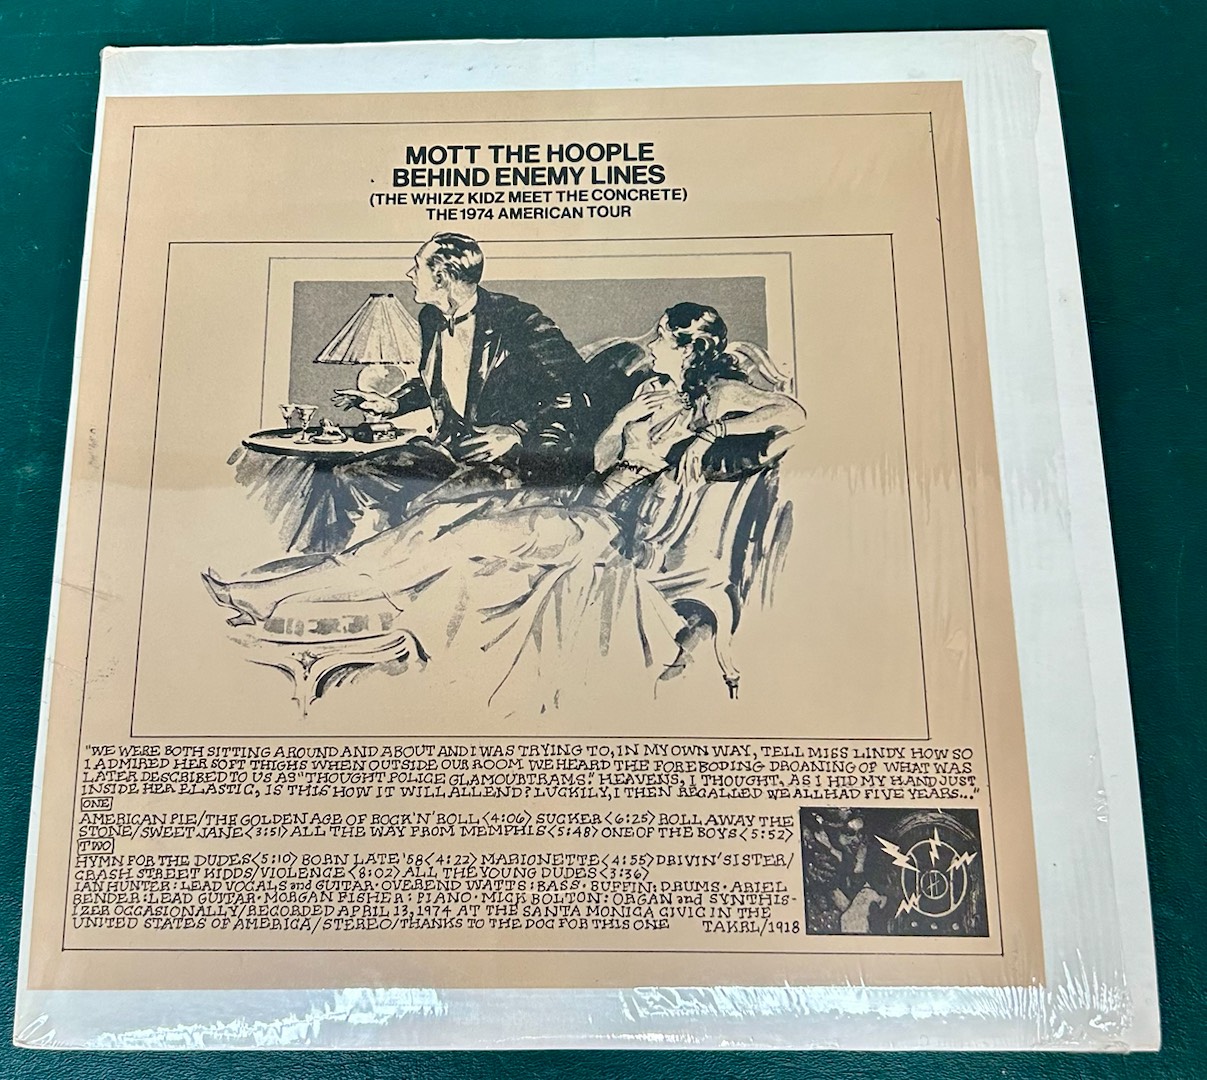 MOTT THE HOOPLE
BEHIND ENEMY LINES
(THE WHIZZ KIDZ MEET THE CONCRETE)
THE 1974 AMERICAN TOUR
"WE WERE BOTH SITTING AROUND AND ABOUT AND I WAS TRYING TO, IN MY OWN WAY, TELL MISS LINDY HOW SO
I ADMIRED HER SOFT THIGHS WHEN OUTSIDE OUR ROOM WE HEARD THE FOREBODING DROANING OF WHAT WAS
LATER DESCRIBED TO US AS "THOUGHT POLICE GLAMOURTRAMS." HEAVENS, I THOUGHT, AS I HID MY HAND JUST
INSIDE HER ELASTIC, IS THIS HOW IT WILL ALL END? LUCKILY, I THEN REGALLED WE ALL HAD FIVE YEARS..."
ONE
AMERICAN PIE/THE GOLDEN AGE OF ROCK 'N' ROLL <4:06> SUCKER <6:25> ROLL AWAY THE
STONE/SWEET JANE <3:51> ALL THE WAY FROM MEMPHIS <5:48> ONE OF THE BOYS <5:52>
TWO
HYMN FOR THE DUDES <5:10> BORN LATE '58 <4:22> MARIONETTE <4:55> DRIVIN' SISTER/
CRASH STREET KIDDS/VIOLENCE <8:02> ALL THE YOUNG DUDES <3:36>
IAN HUNTER: LEAD VOCALS and GUITAR · OVEREND WATTS: BASS · BUFFIN: DRUMS · ARIEL
BENDER: LEAD GUITAR · MORGAN FISHER: PIANO · MICK BOLTON: ORGAN and SYNTHIS-
IZER OCCASIONALLY/RECORDED APRIL 13, 1974 AT THE SANTA MONICA CIVIC IN THE
UNITED STATES OF AMERICA/STEREO/THANKS TO THE DOG FOR THIS ONE TAKRL/1918